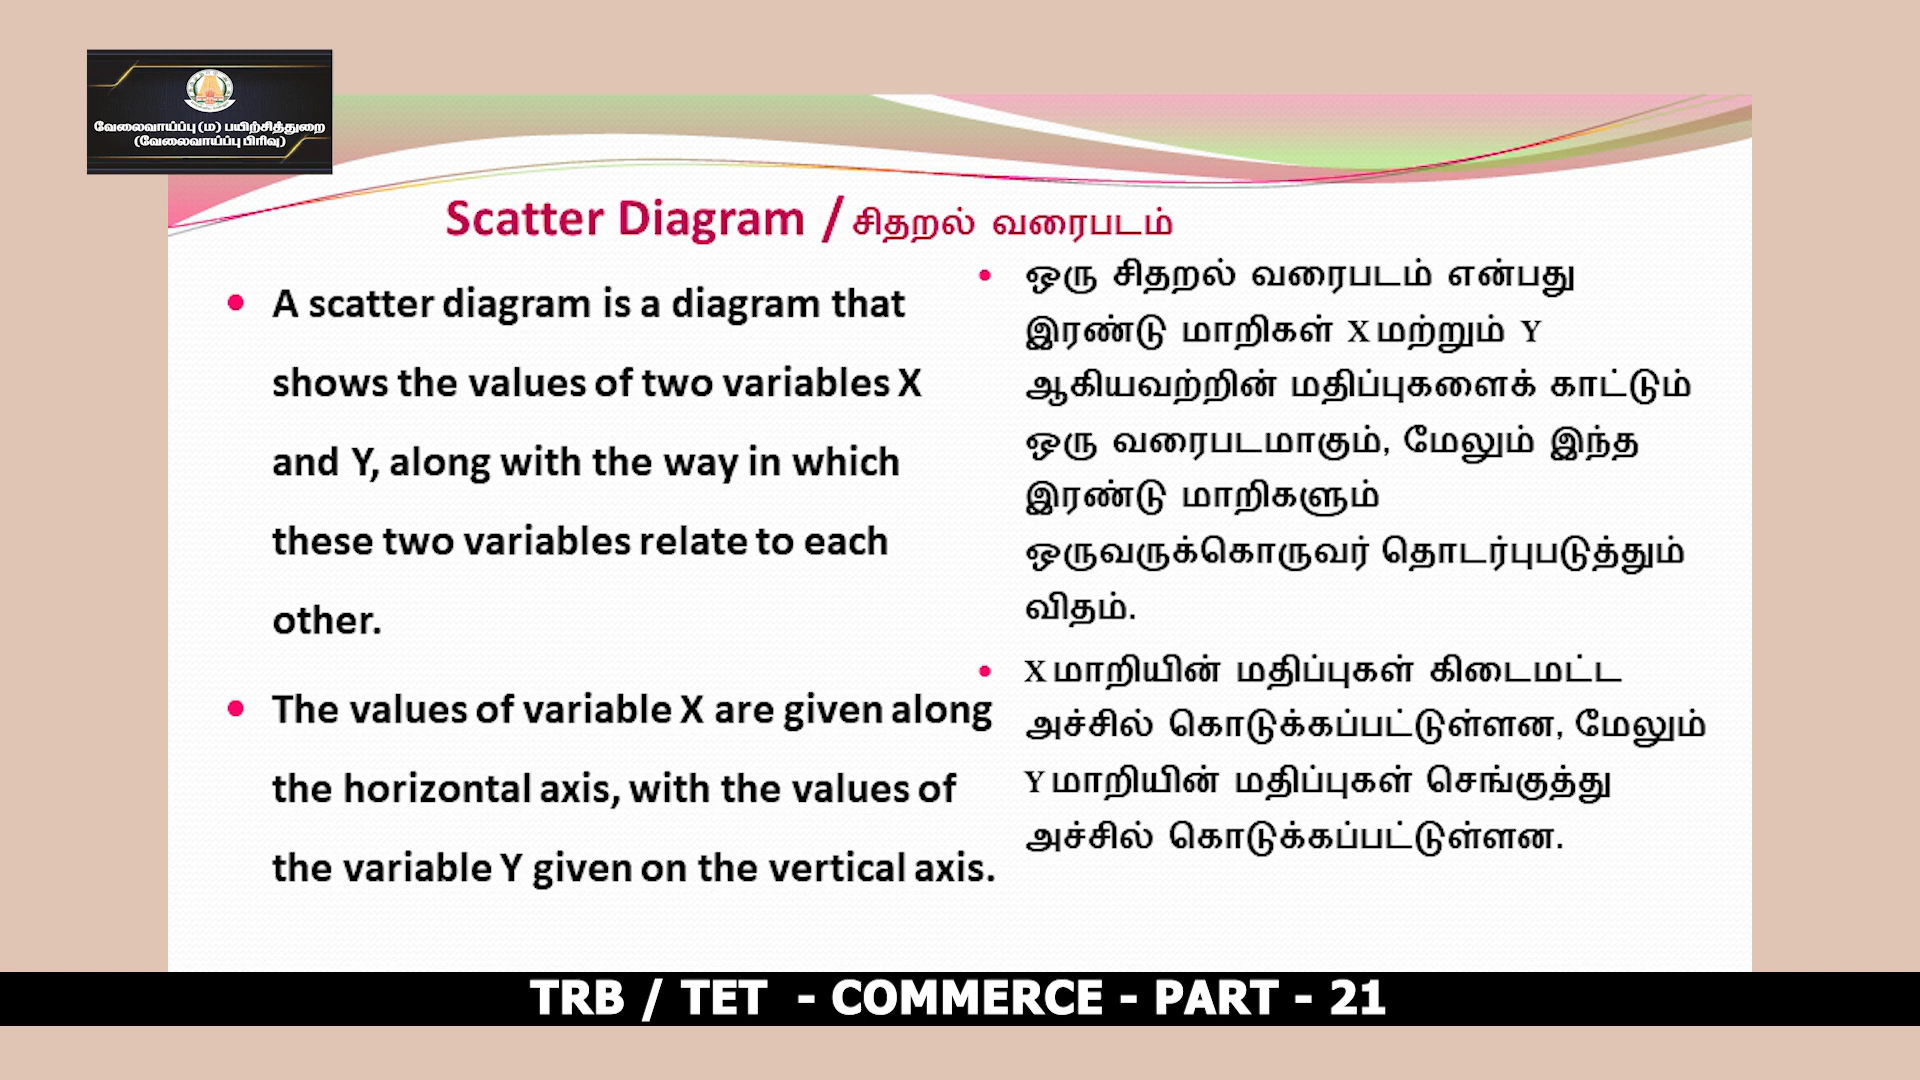 வேலைவாய்ப்பு (ம) பயிற்சித்துறை
(வேலைவாய்ப்பு பிரிவு)
Scatter Diagram / சிதறல் வரைபடம்
• A scatter diagram is a diagram that
shows the values of two variables X
and Y, along with the way in which
these two variables relate to each
other.
• The values of variable X are given along
the horizontal axis, with the values of
the variable Y given on the vertical axis.
• ஒரு சிதறல் வரைபடம் என்பது
இரண்டு மாறிகள் X மற்றும் Y
ஆகியவற்றின் மதிப்புகளைக் காட்டும்
ஒரு வரைபடமாகும், மேலும் இந்த
இரண்டு மாறிகளும்
ஒருவருக்கொருவர் தொடர்புபடுத்தும்
விதம்.
• X மாறியின் மதிப்புகள் கிடைமட்ட
அச்சில் கொடுக்கப்பட்டுள்ளன, மேலும்
Y மாறியின் மதிப்புகள் செங்குத்து
அச்சில் கொடுக்கப்பட்டுள்ளன.
TRB / TET - COMMERCE - PART - 21